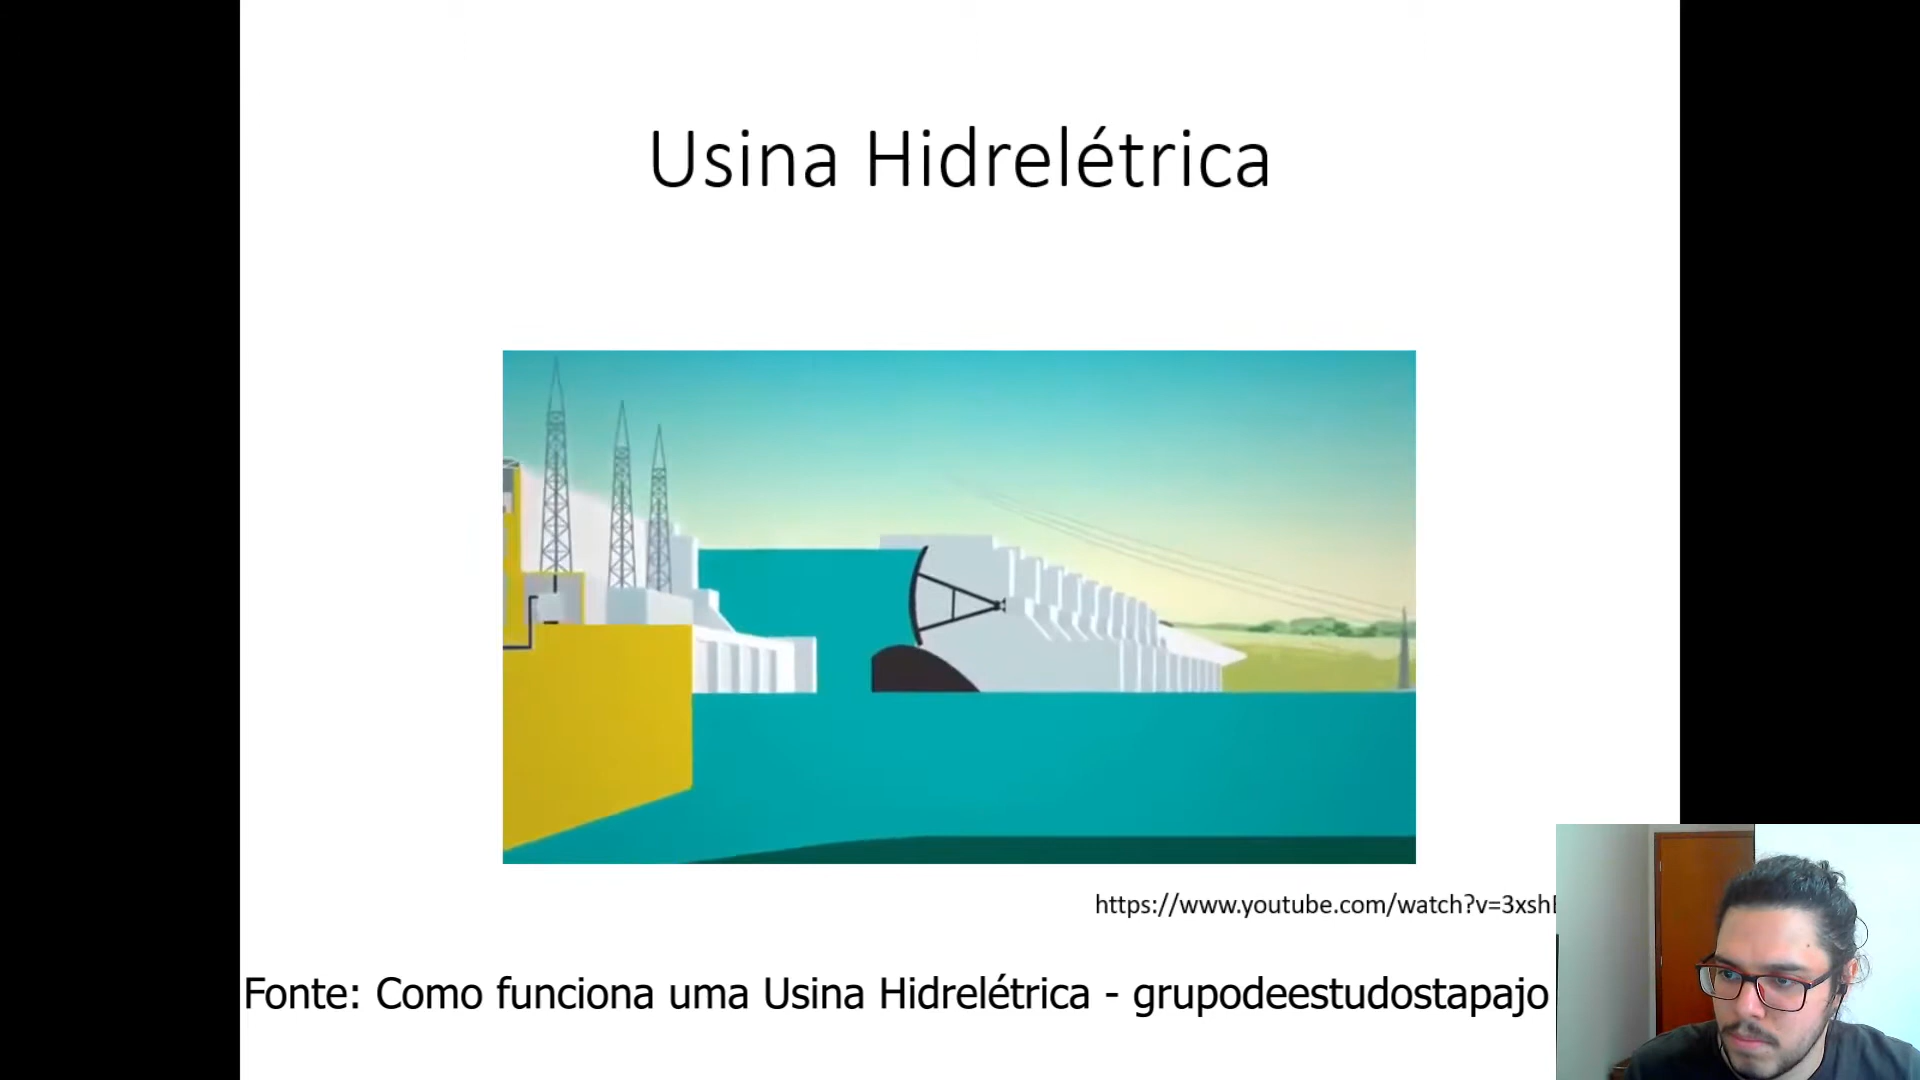 Usina Hidrelétrica
https://www.youtube.com/watch?v=3xsh
Fonte: Como funciona uma Usina Hidrelétrica - grupodeestudostapajo